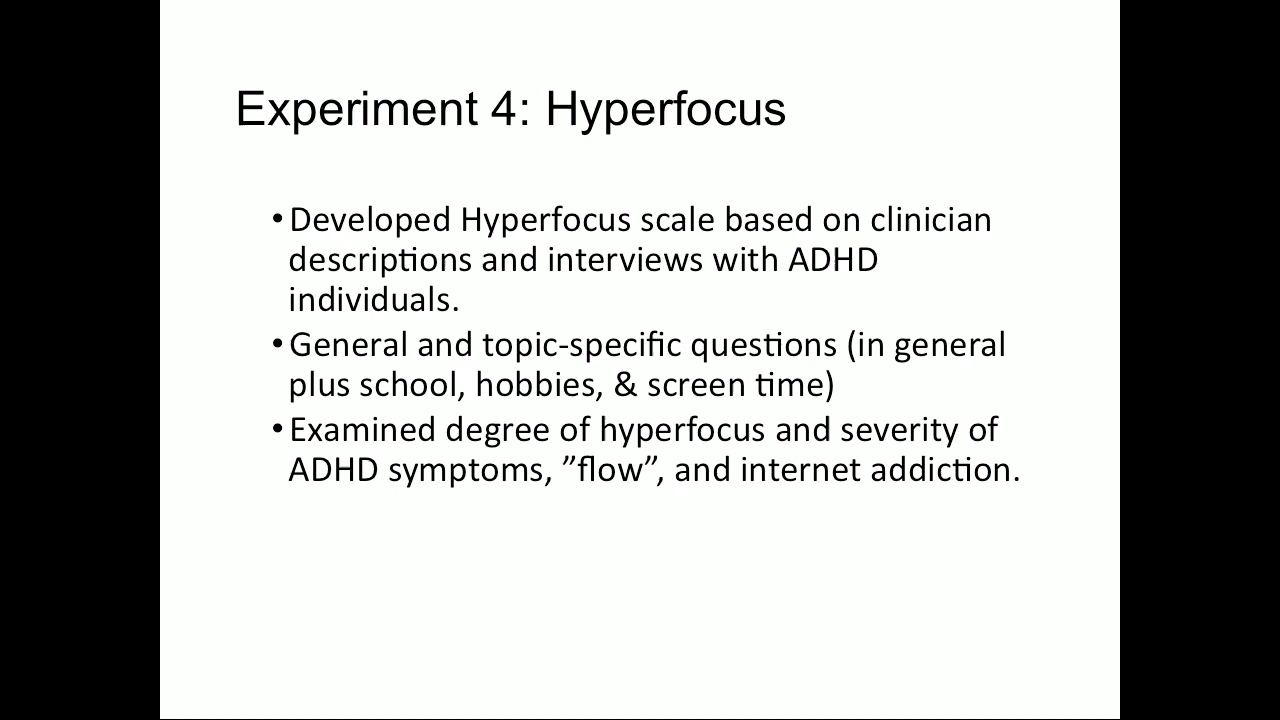 Experiment 4: Hyperfocus
•Developed Hyperfocus scale based on clinician
descriptions and interviews with ADHD
individuals.
•General and topic-specific questions (in general
plus school, hobbies, & screen time)
•Examined degree of hyperfocus and severity of
ADHD symptoms, ”flow”, and internet addiction.